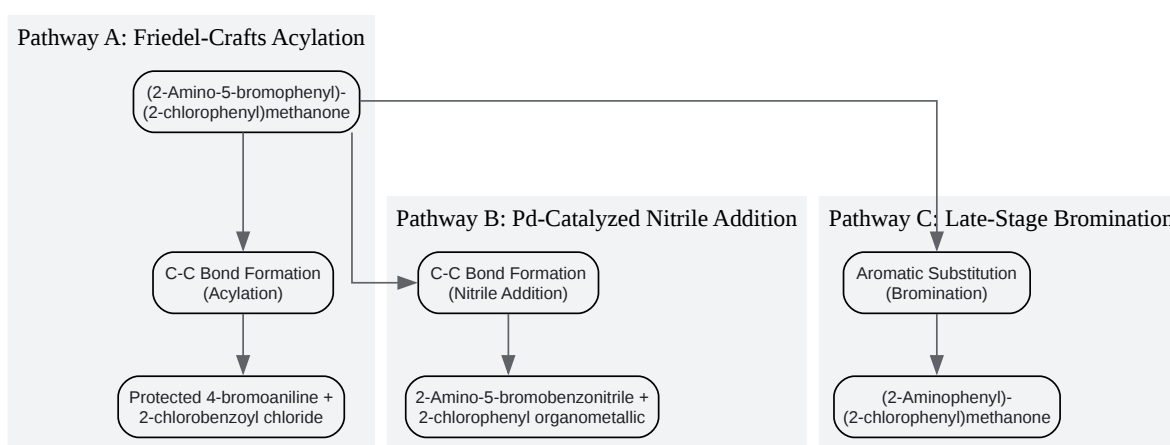 Pathway A: Friedel-Crafts Acylation
(2-Amino-5-bromophenyl)-
(2-chlorophenyl)methanone
Pathway B: Pd-Catalyzed Nitrile Addition
Pathway C: Late-Stage Bromination
C-C Bond Formation
(Acylation)
C-C Bond Formation
(Nitrile Addition)
Aromatic Substitution
(Bromination)
Protected 4-bromoaniline +
2-chlorobenzoyl chloride
2-Amino-5-bromobenzonitrile +
2-chlorophenyl organometallic
(2-Aminophenyl)-
(2-chlorophenyl)methanone